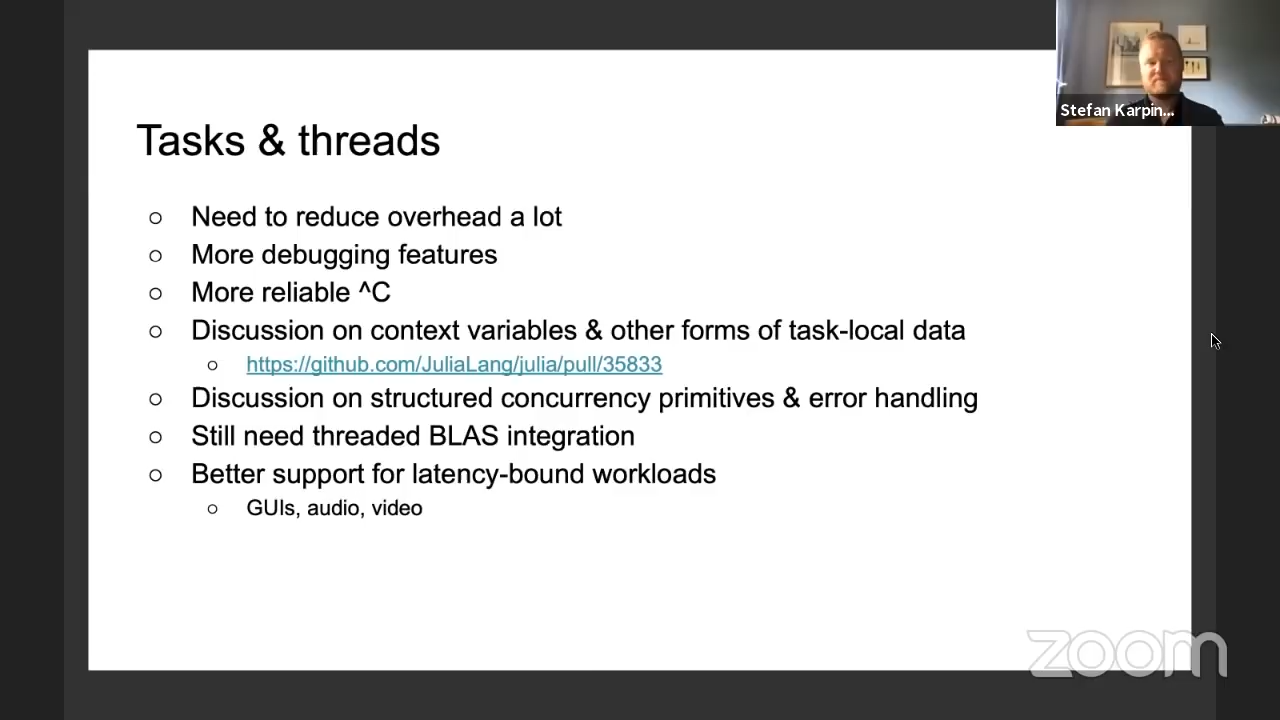 Stefan Karpin...
Tasks & threads
Need to reduce overhead a lot
More debugging features
More reliable ^C
Discussion on context variables & other forms of task-local data
https://github.com/JuliaLang/julia/pull/35833
Discussion on structured concurrency primitives & error handling
Still need threaded BLAS integration
Better support for latency-bound workloads
GUIs, audio, video
zoom